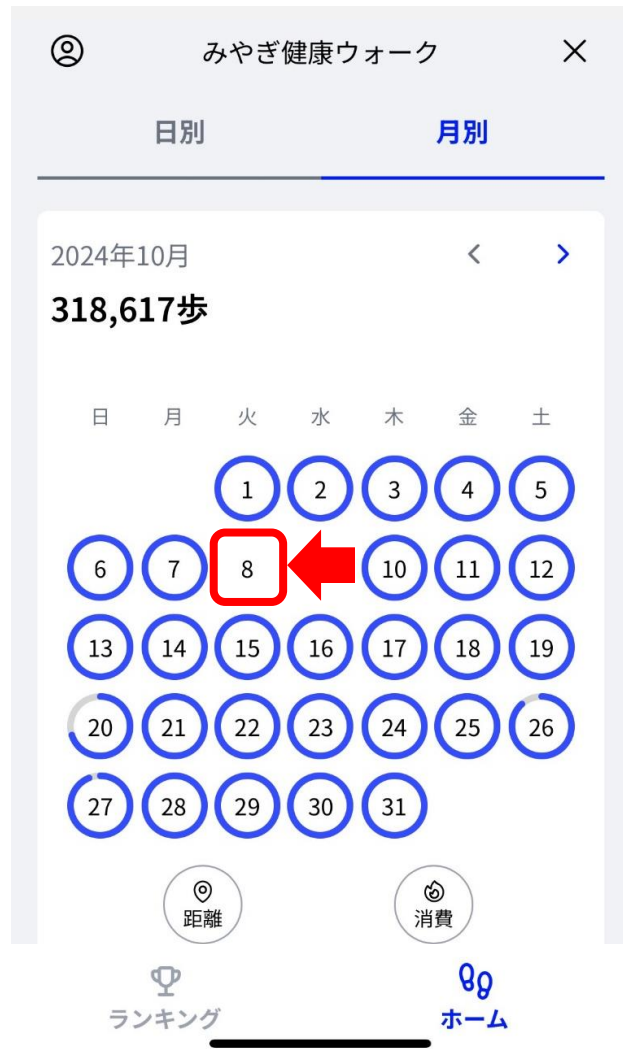 みやぎ健康ウォーク
日別 月別
2024年10月
318,617歩
日 月 火 水 木 金 土
1 2 3 4 5
6 7 8 10 11 12
13 14 15 16 17 18 19
20 21 22 23 24 25 26
27 28 29 30 31
距離 消費
ランキング ホーム